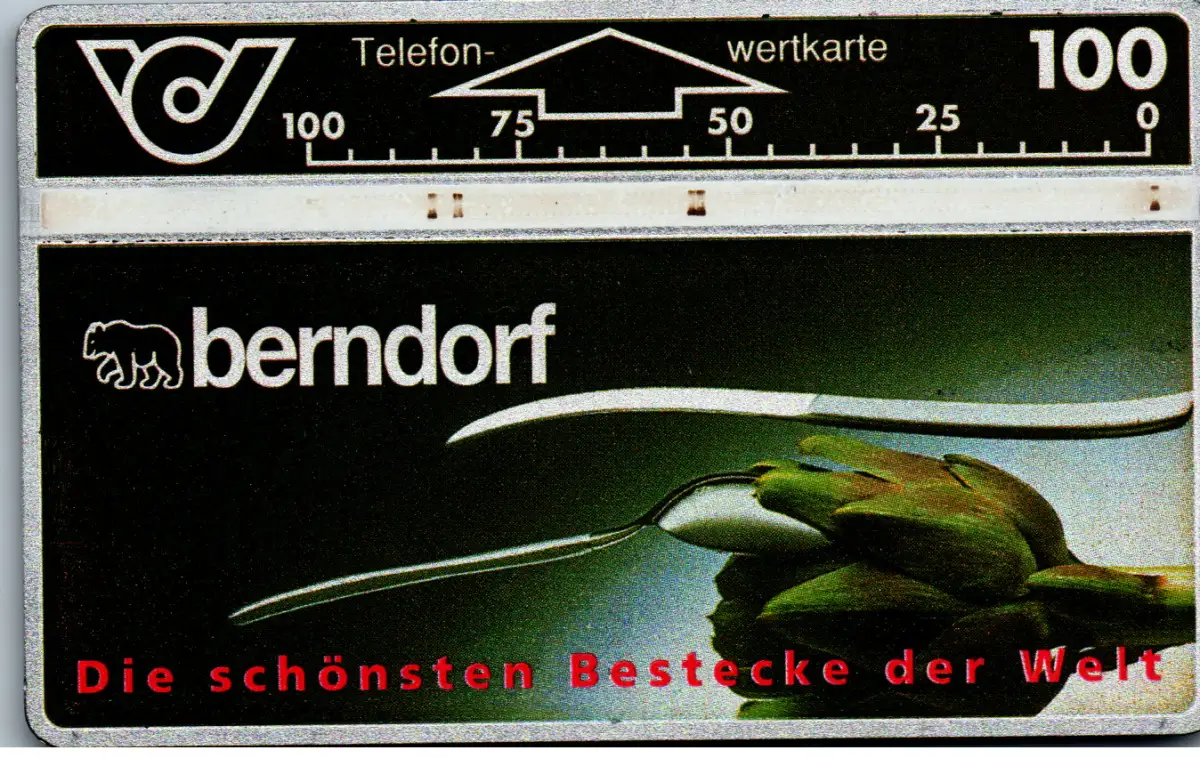 Telefon- wertkarte 100
100 75 50 25 0
berndorf
Die schönsten Bestecke der Welt